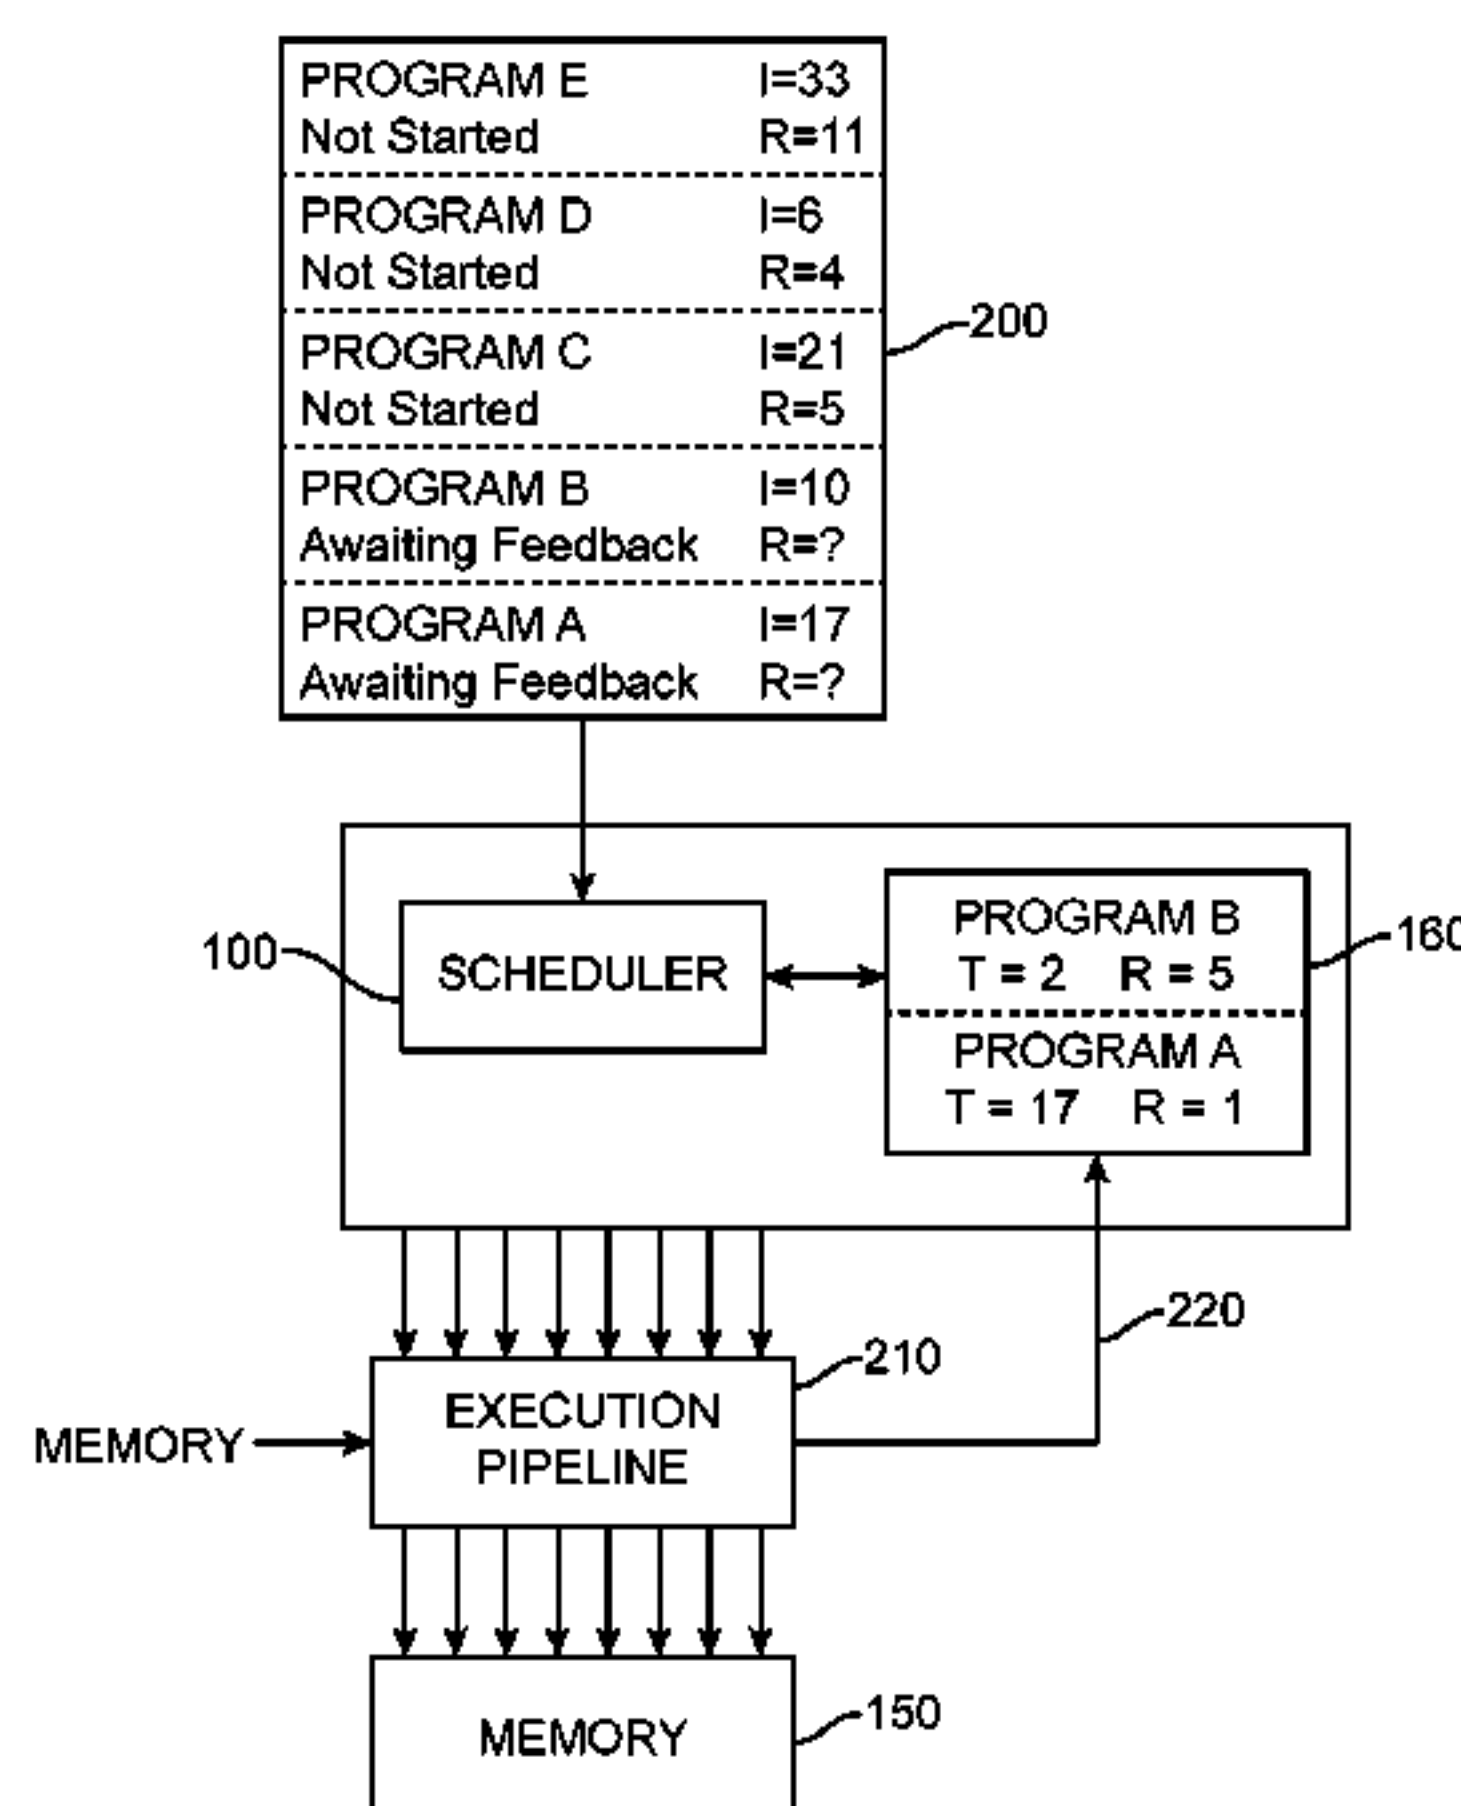 PROGRAM E I=33
Not Started R=11
PROGRAM D I=6
Not Started R=4
PROGRAM C I=21
Not Started R=5
200
PROGRAM B I=10
Awaiting Feedback R=?
PROGRAM A I=17
Awaiting Feedback R=?
100
SCHEDULER
PROGRAM B
T = 2 R = 5
PROGRAM A
T = 17 R = 1
160
220
210
EXECUTION
PIPELINE
MEMORY
MEMORY
150